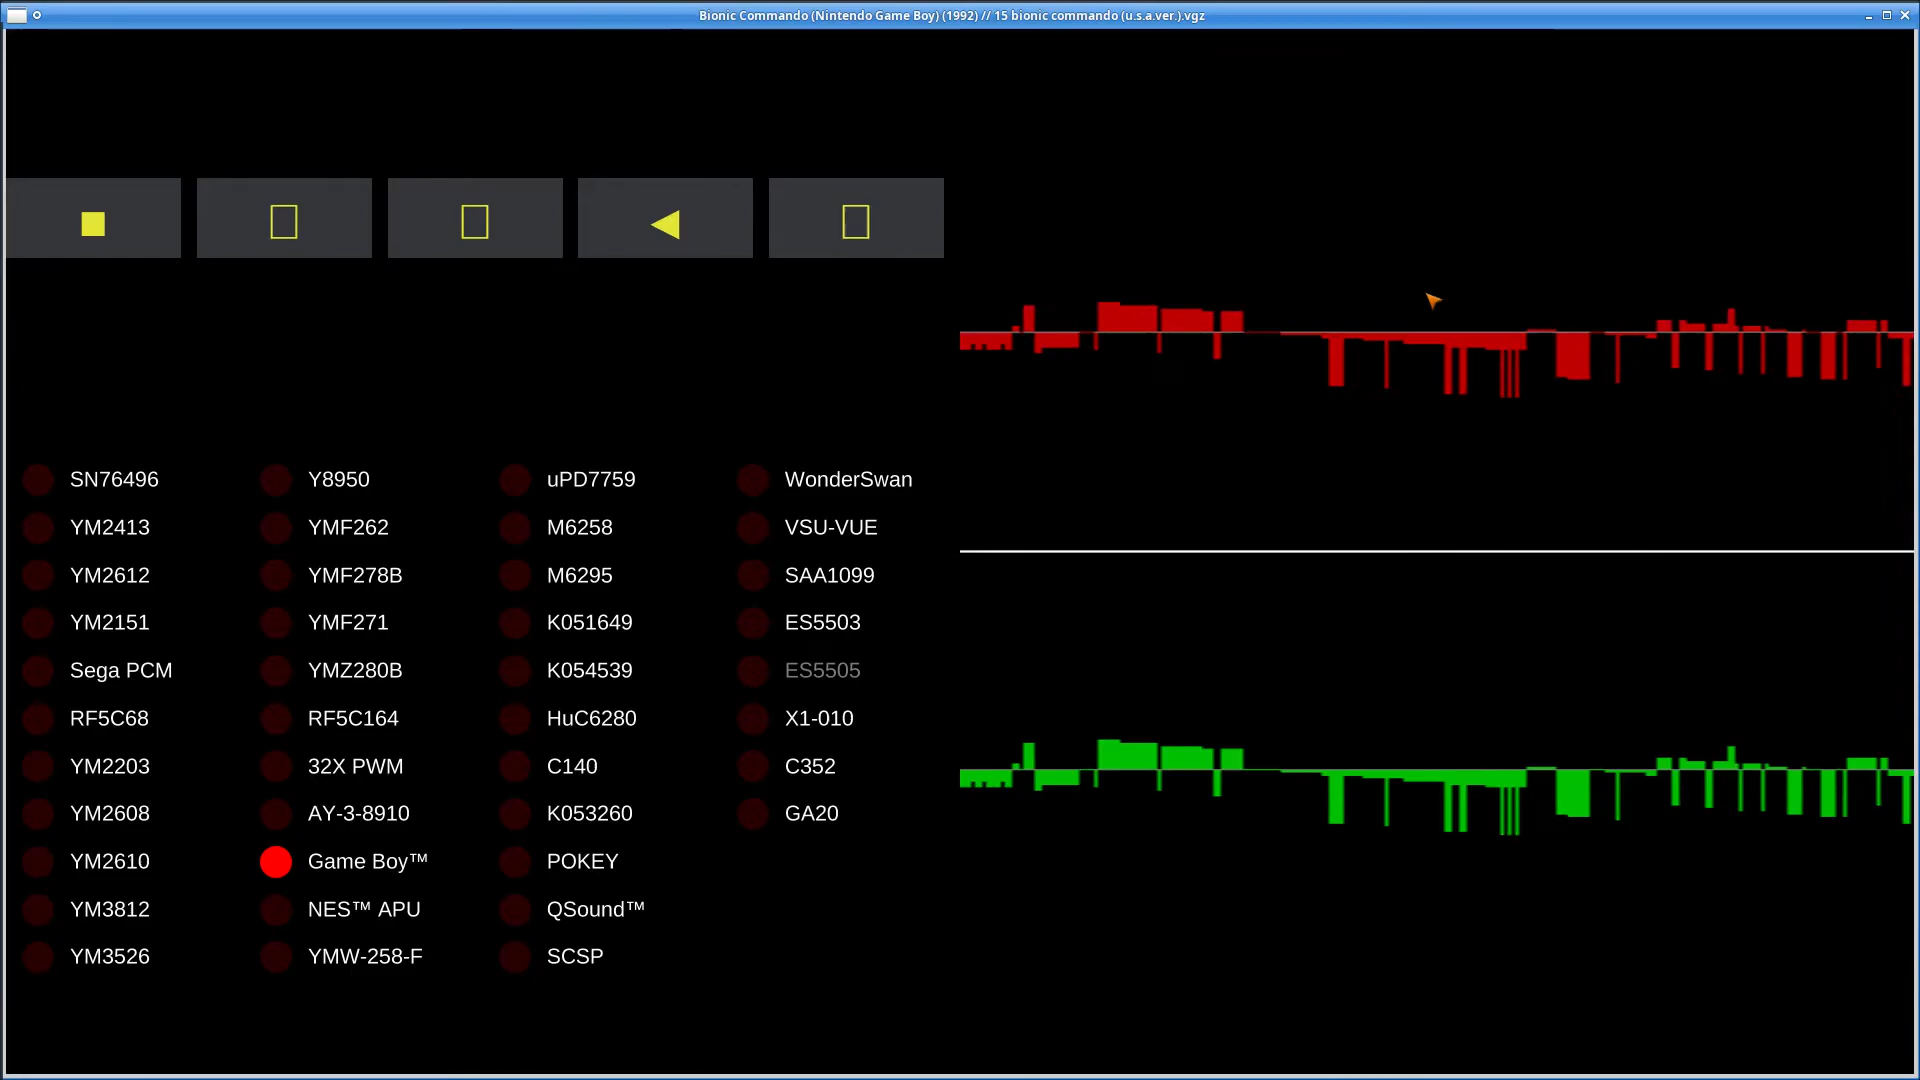 Bionic Commando (Nintendo Game Boy) (1992) // 15 bionic commando (u.s.a.ver.).vgz
SN76496
YM2413
YM2612
YM2151
Sega PCM
RF5C68
YM2203
YM2608
YM2610
YM3812
YM3526
Y8950
YMF262
YMF278B
YMF271
YMZ280B
RF5C164
32X PWM
AY-3-8910
Game Boy™
NES™ APU
YMW-258-F
uPD7759
M6258
M6295
K051649
K054539
HuC6280
C140
K053260
POKEY
QSound™
SCSP
WonderSwan
VSU-VUE
SAA1099
ES5503
ES5505
X1-010
C352
GA20